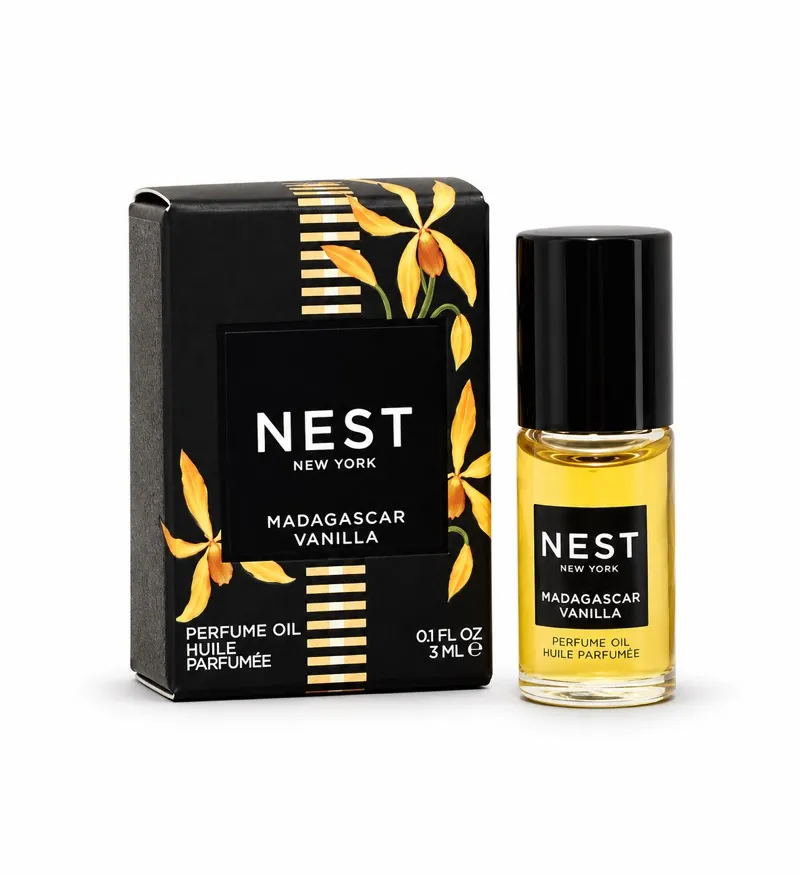 NEST
NEW YORK
MADAGASCAR
VANILLA
PERFUME OIL
HUILE
PARFUMÉE
0.1 FL OZ
3 ML ℮
NEST
NEW YORK
MADAGASCAR
VANILLA
PERFUME OIL
HUILE PARFUMÉE